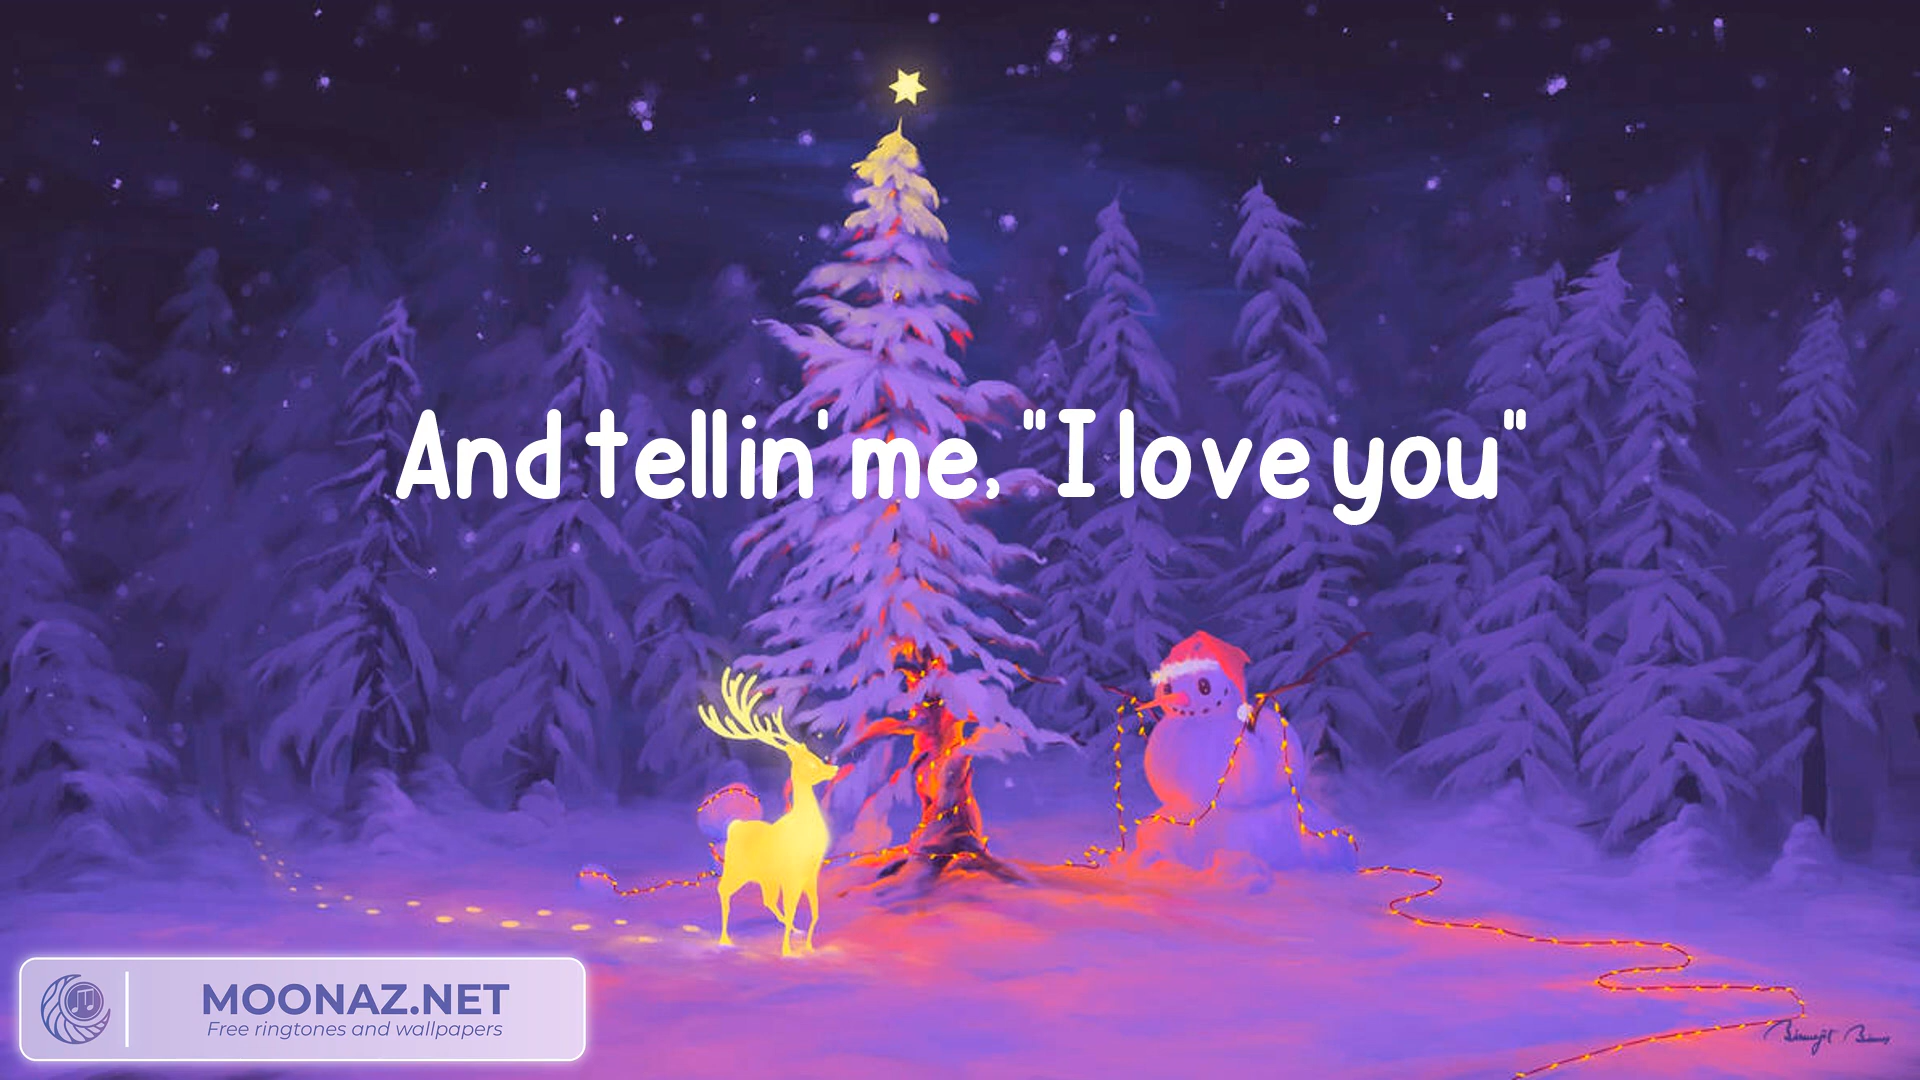 And tellin' me, "I love you"
MOONAZ.NET
Free ringtones and wallpapers